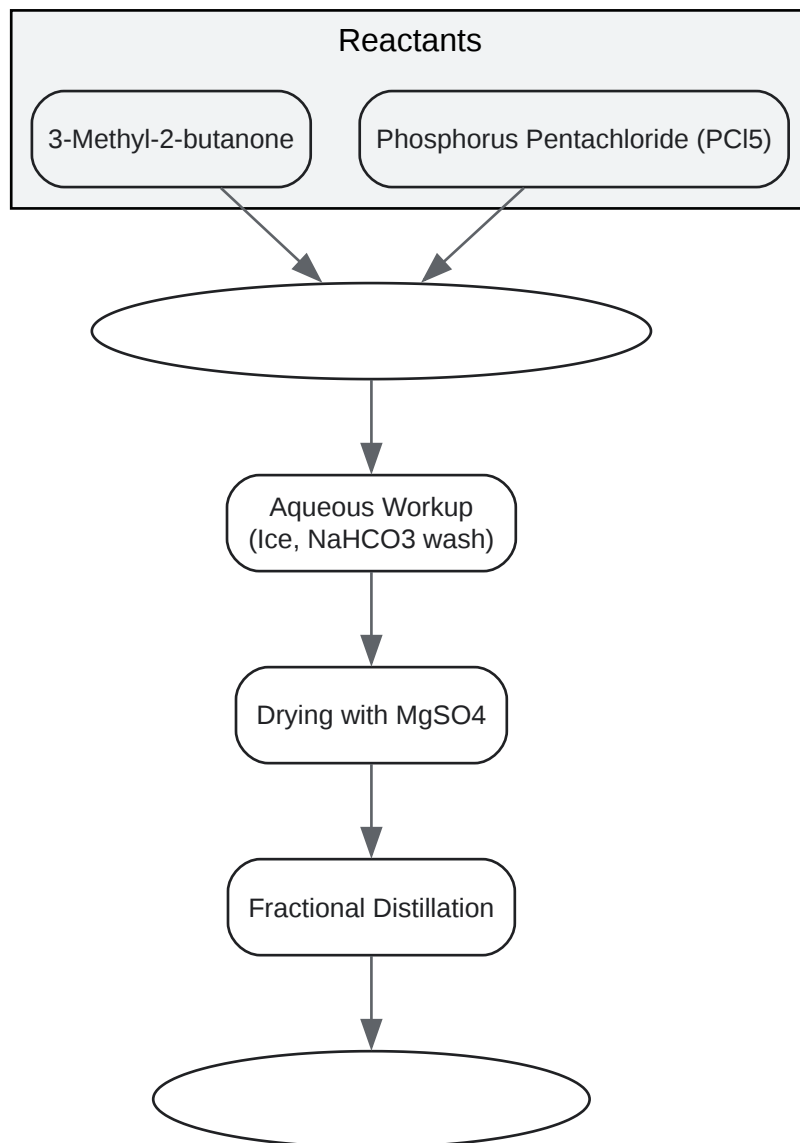 Reactants
3-Methyl-2-butanone
Phosphorus Pentachloride (PCl5)
Aqueous Workup
(Ice, NaHCO3 wash)
Drying with MgSO4
Fractional Distillation